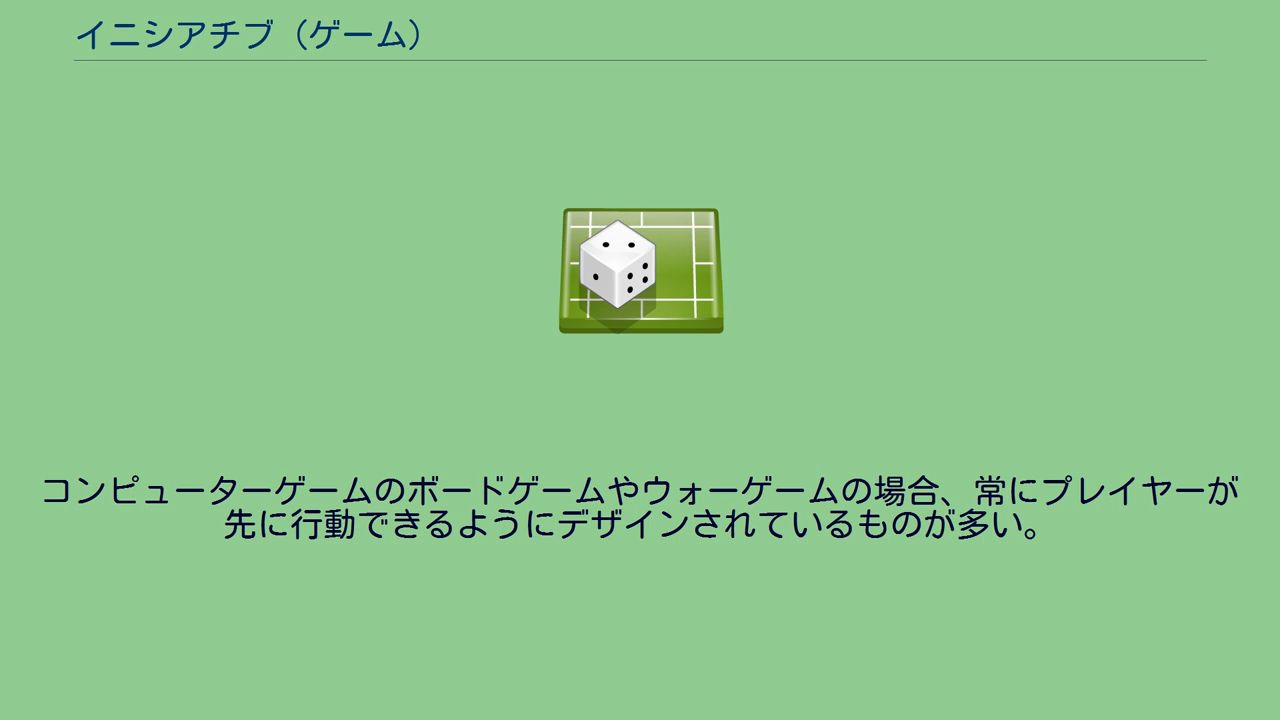 イニシアチブ（ゲーム）
コンピューターゲームのボードゲームやウォーゲームの場合、常にプレイヤーが
先に行動できるようにデザインされているものが多い。